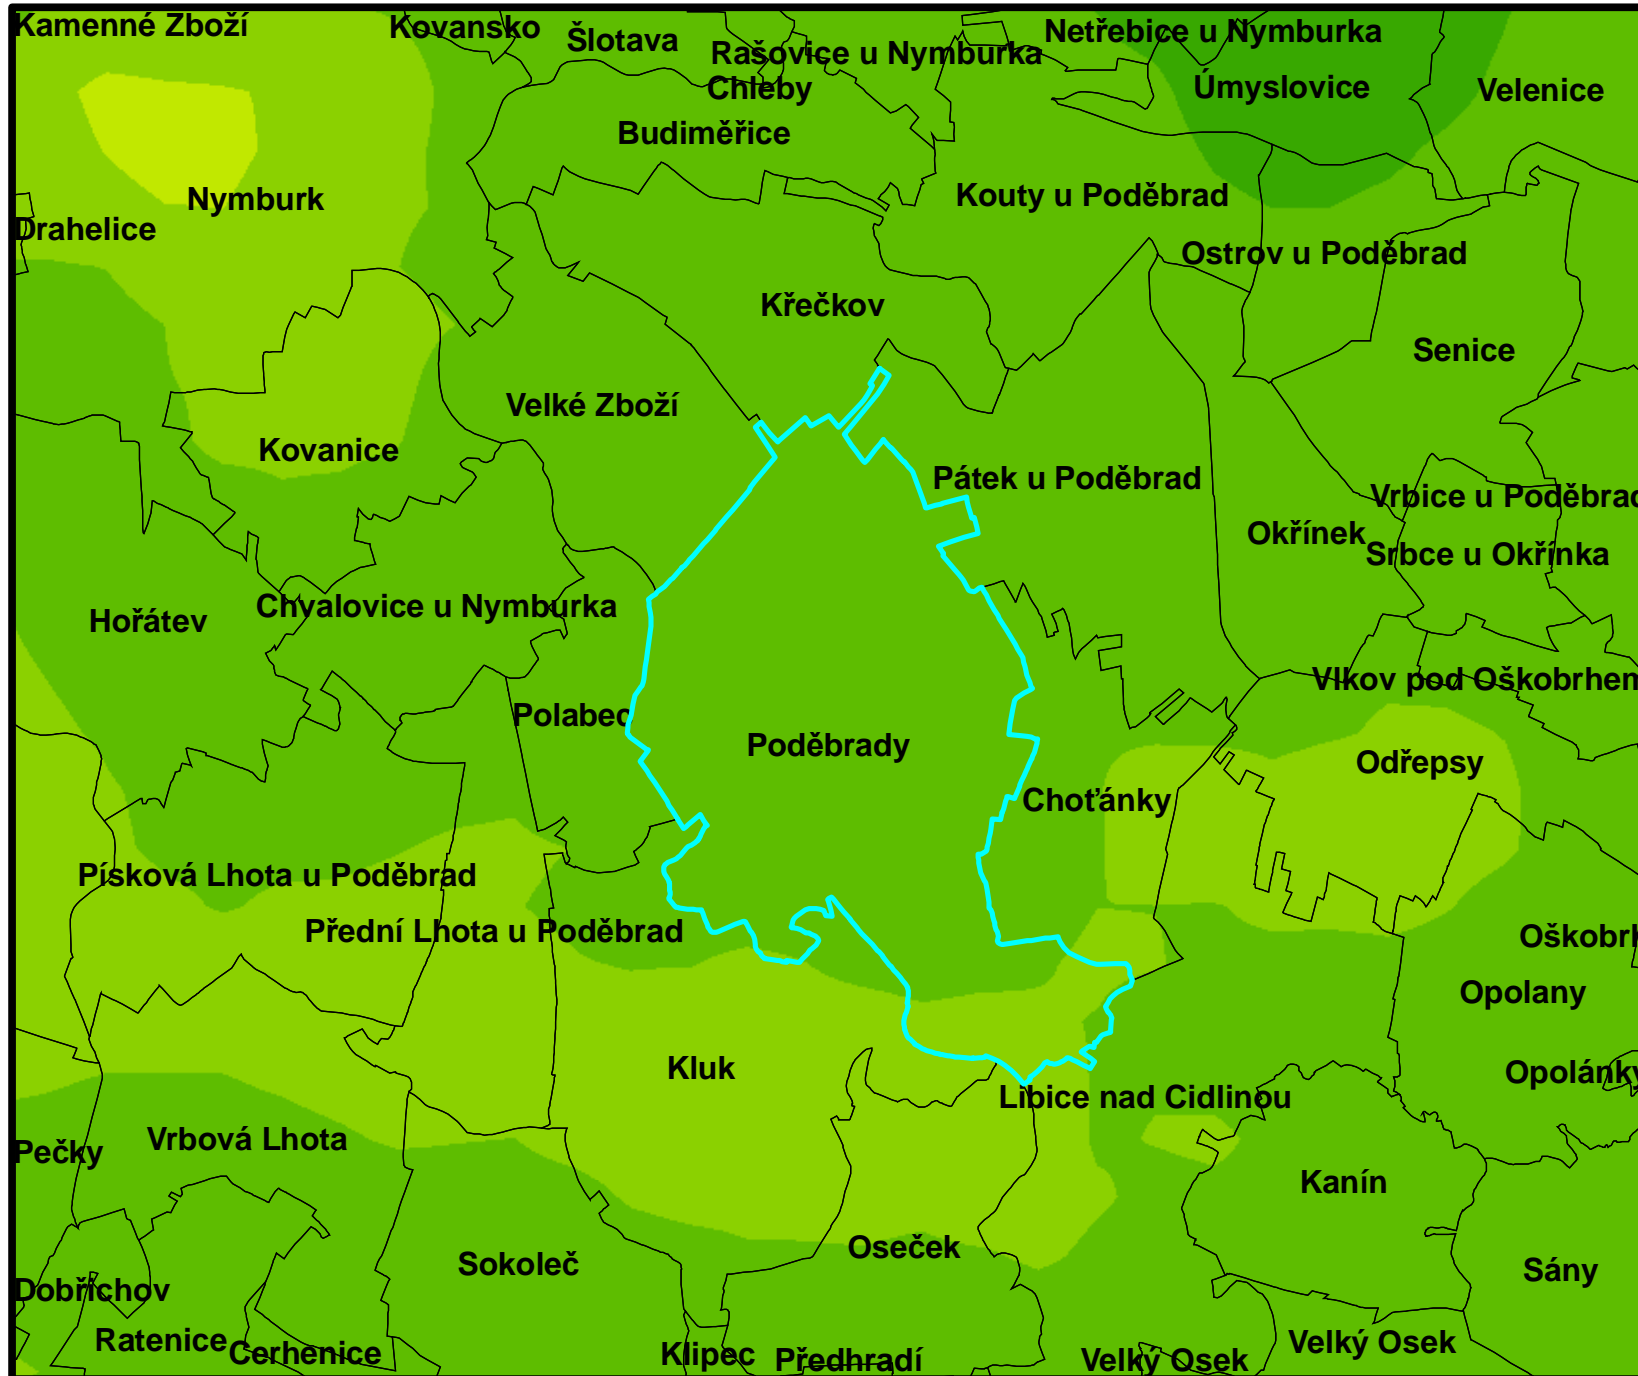 Kamenné Zboží
Kovansko
Šlotava
Rašovice u Nymburka
Netřebice u Nymburka
Chleby
Úmyslovice
Velenice
Budiměřice
Nymburk
Kouty u Poděbrad
Drahelice
Ostrov u Poděbrad
Křečkov
Senice
Velké Zboží
Kovanice
Pátek u Poděbrad
Vrbice u Poděbrad
Okřínek
Srbce u Okřínka
Hořátev
Chvalovice u Nymburka
Vlkov pod Oškobrhem
Polabec
Poděbrady
Odřepsy
Choťánky
Písková Lhota u Poděbrad
Přední Lhota u Poděbrad
Oškobrh
Opolany
Kluk
Opolánky
Libice nad Cidlinou
Vrbová Lhota
Pečky
Kanín
Oseček
Sokoleč
Sány
Dobřichov
Ratenice
Cerhenice
Klipec
Předhradí
Velký Osek
Velký Osek